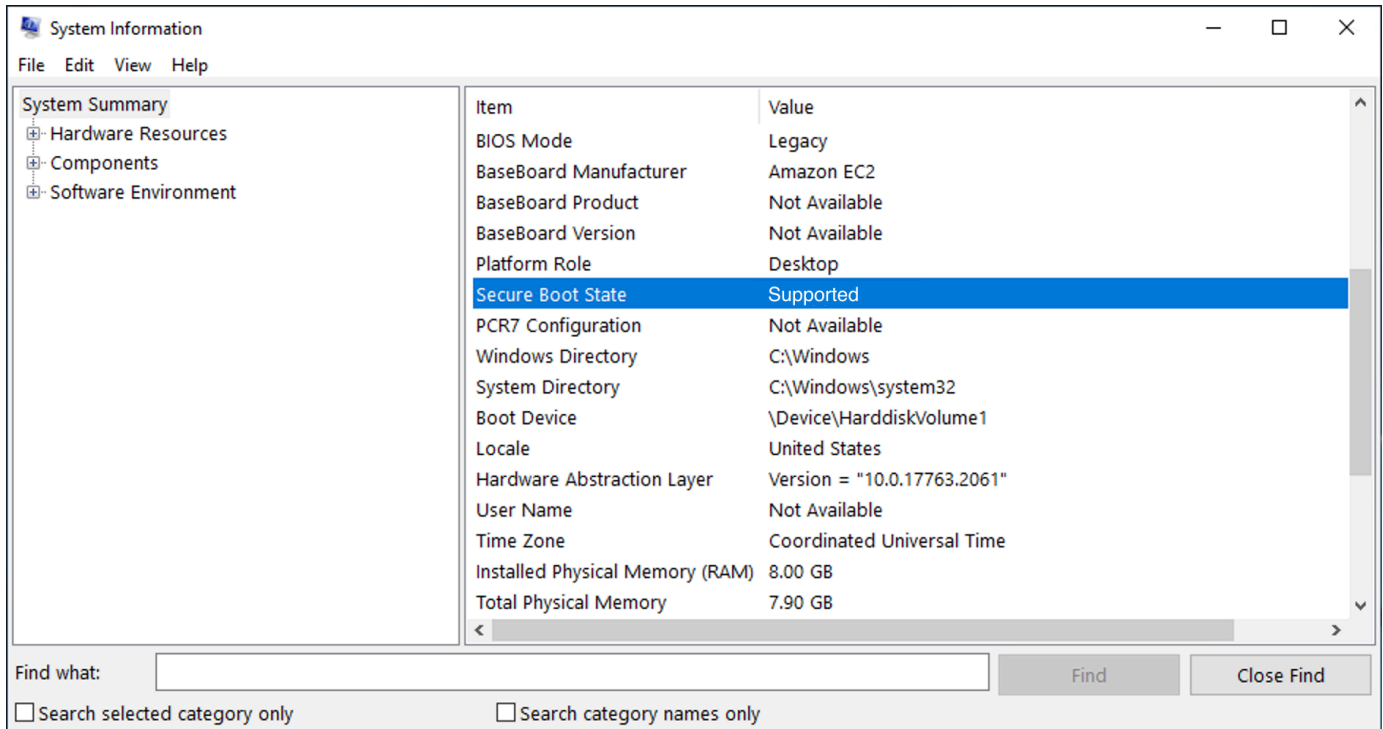 System Information
File Edit View Help
System Summary
Hardware Resources
Components
Software Environment
Item Value
BIOS Mode Legacy
BaseBoard Manufacturer Amazon EC2
BaseBoard Product Not Available
BaseBoard Version Not Available
Platform Role Desktop
Secure Boot State Supported
PCR7 Configuration Not Available
Windows Directory C:\Windows
System Directory C:\Windows\system32
Boot Device \Device\HarddiskVolume1
Locale United States
Hardware Abstraction Layer Version = "10.0.17763.2061"
User Name Not Available
Time Zone Coordinated Universal Time
Installed Physical Memory (RAM) 8.00 GB
Total Physical Memory 7.90 GB
Find what: Find Close Find
Search selected category only Search category names only